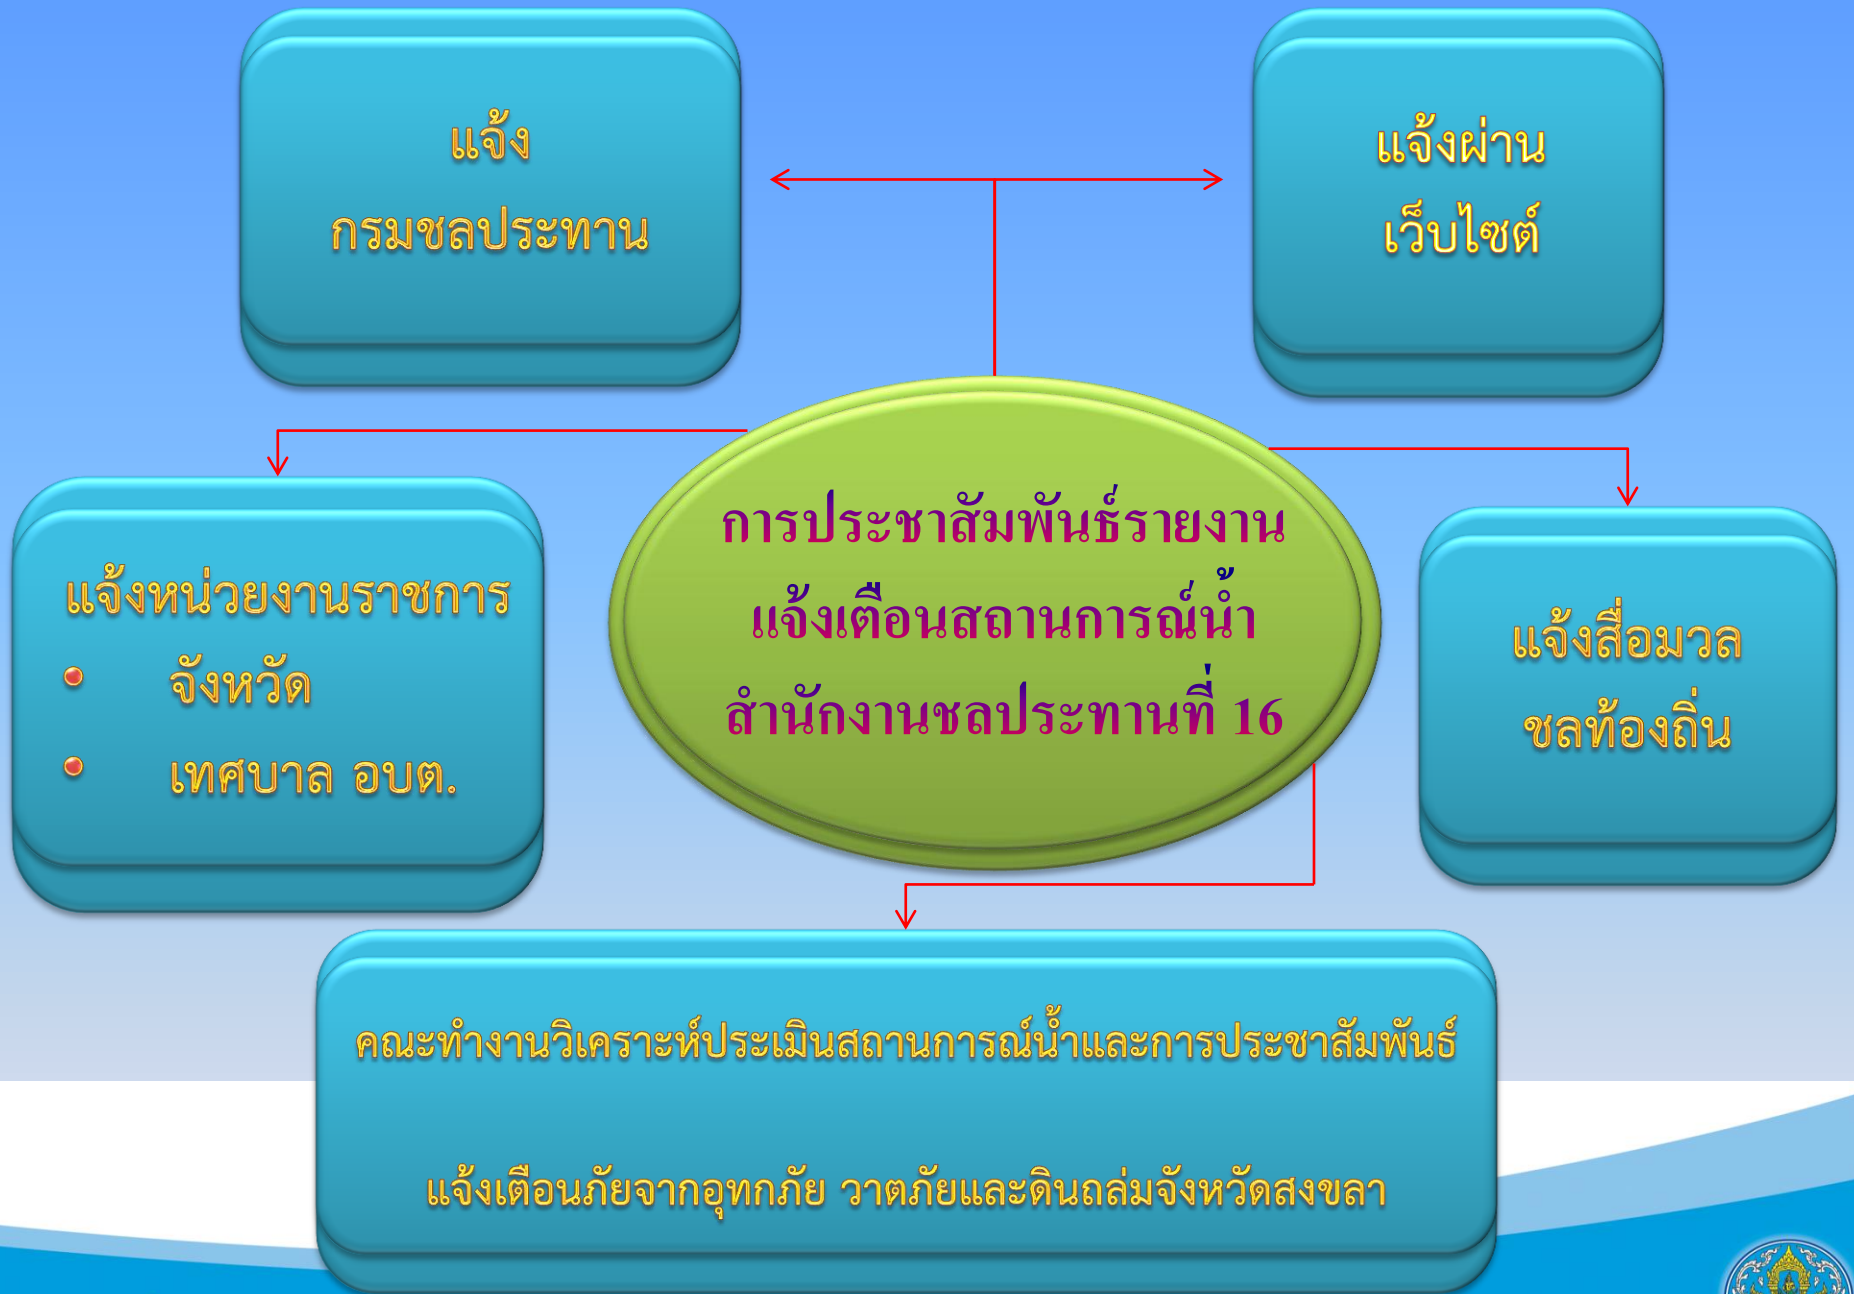 แจ้ง
กรมชลประทาน
แจ้งผ่าน
เว็บไซต์
การประชาสัมพันธ์รายงาน
แจ้งเตือนสถานการณ์น้ำ
สำนักงานชลประทานที่ 16
แจ้งหน่วยงานราชการ
• จังหวัด
• เทศบาล อบต.
แจ้งสื่อมวล
ชลท้องถิ่น
คณะทำงานวิเคราะห์ประเมินสถานการณ์น้ำและการประชาสัมพันธ์
แจ้งเตือนภัยจากอุทกภัย วาตภัยและดินถล่มจังหวัดสงขลา